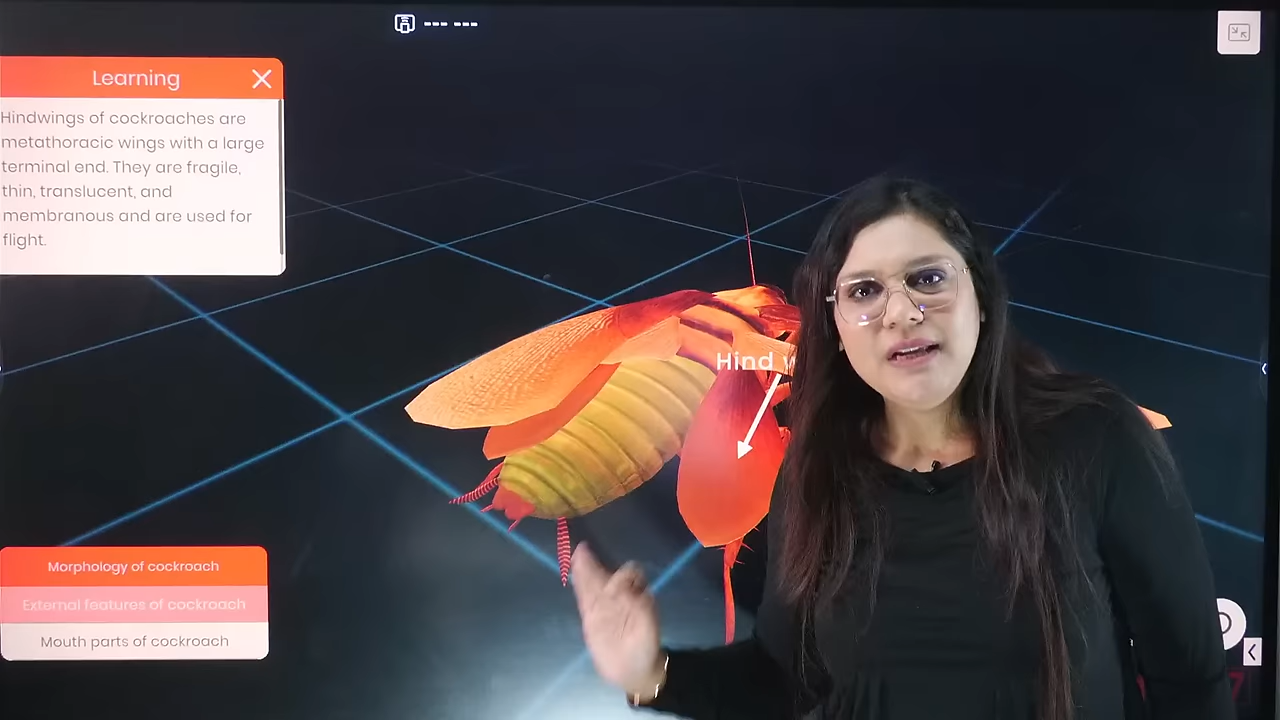 Learning
Hindwings of cockroaches are
metathoracic wings with a large
terminal end. They are fragile,
thin, translucent, and
membranous and are used for
flight.
Hind
Morphology of cockroach
External features of cockroach
Mouth parts of cockroach
7